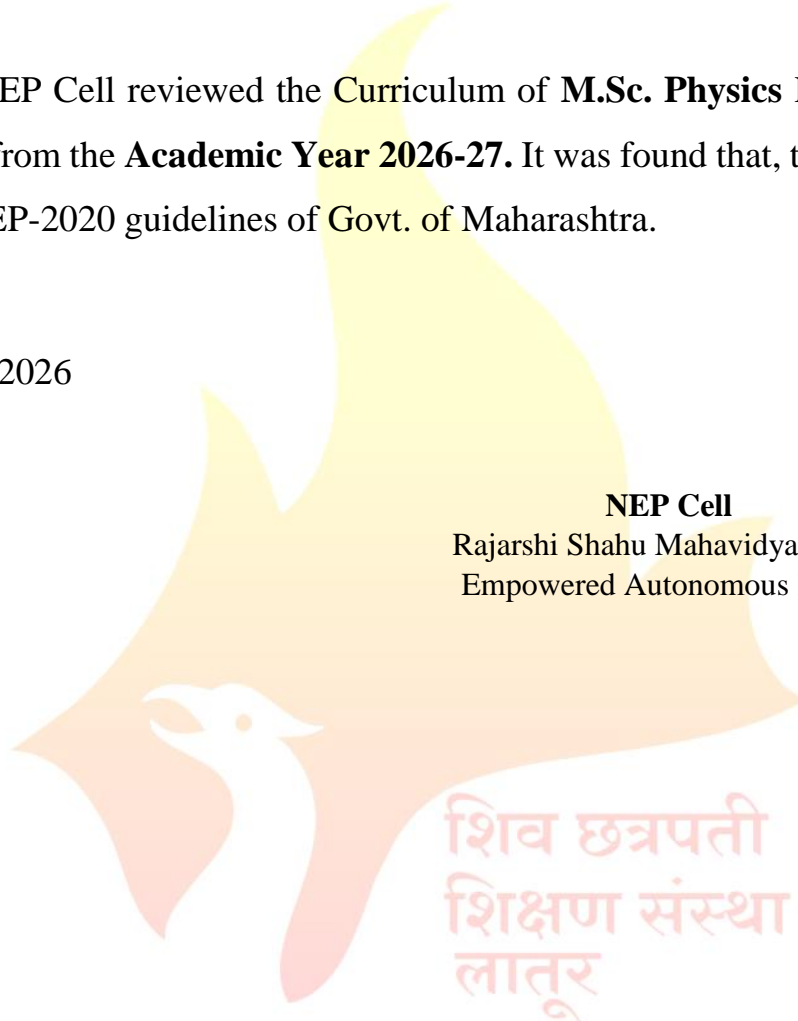 EP Cell reviewed the Curriculum of M.Sc. Physics
from the Academic Year 2026-27. It was found that, t
EP-2020 guidelines of Govt. of Maharashtra.
2026
NEP Cell
Rajarshi Shahu Mahavidya
Empowered Autonomous
शिव छत्रपती
शिक्षण संस्था
लातूर